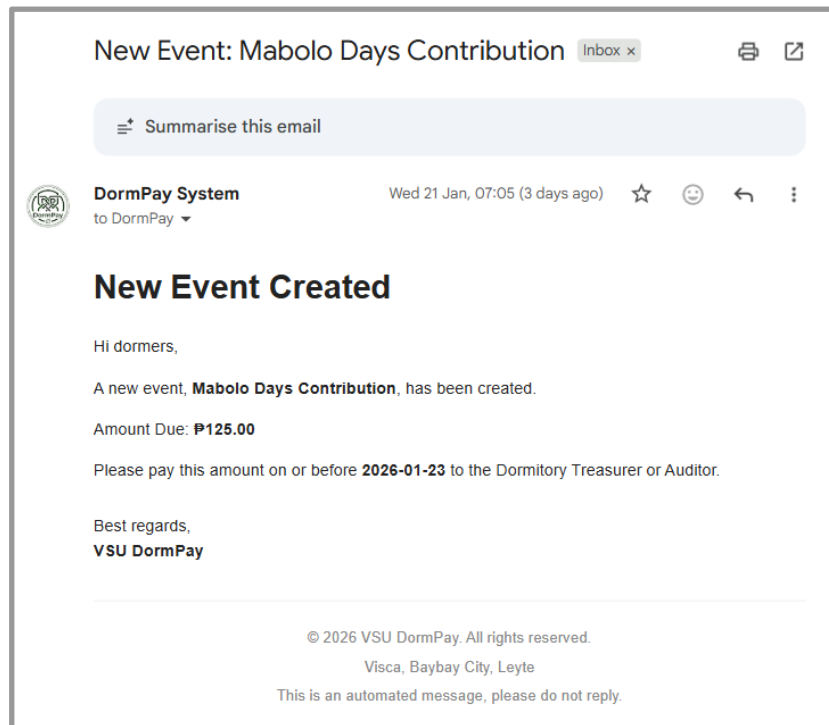 New Event: Mabolo Days Contribution Inbox ×
Summarise this email
DormPay System Wed 21 Jan, 07:05 (3 days ago)
to DormPay
DormPay
New Event Created
Hi dormers,
A new event, Mabolo Days Contribution, has been created.
Amount Due: ₱125.00
Please pay this amount on or before 2026-01-23 to the Dormitory Treasurer or Auditor.
Best regards,
VSU DormPay
© 2026 VSU DormPay. All rights reserved.
Visca, Baybay City, Leyte
This is an automated message, please do not reply.